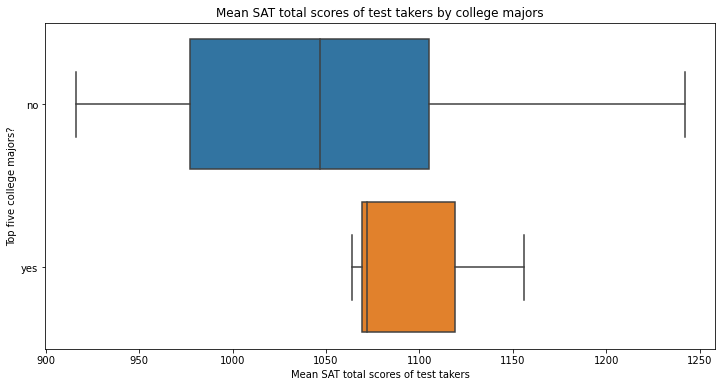 Mean SAT total scores of test takers by college majors
Top five college majors?
no
yes
900 950 1000 1050 1100 1150 1200 1250
Mean SAT total scores of test takers